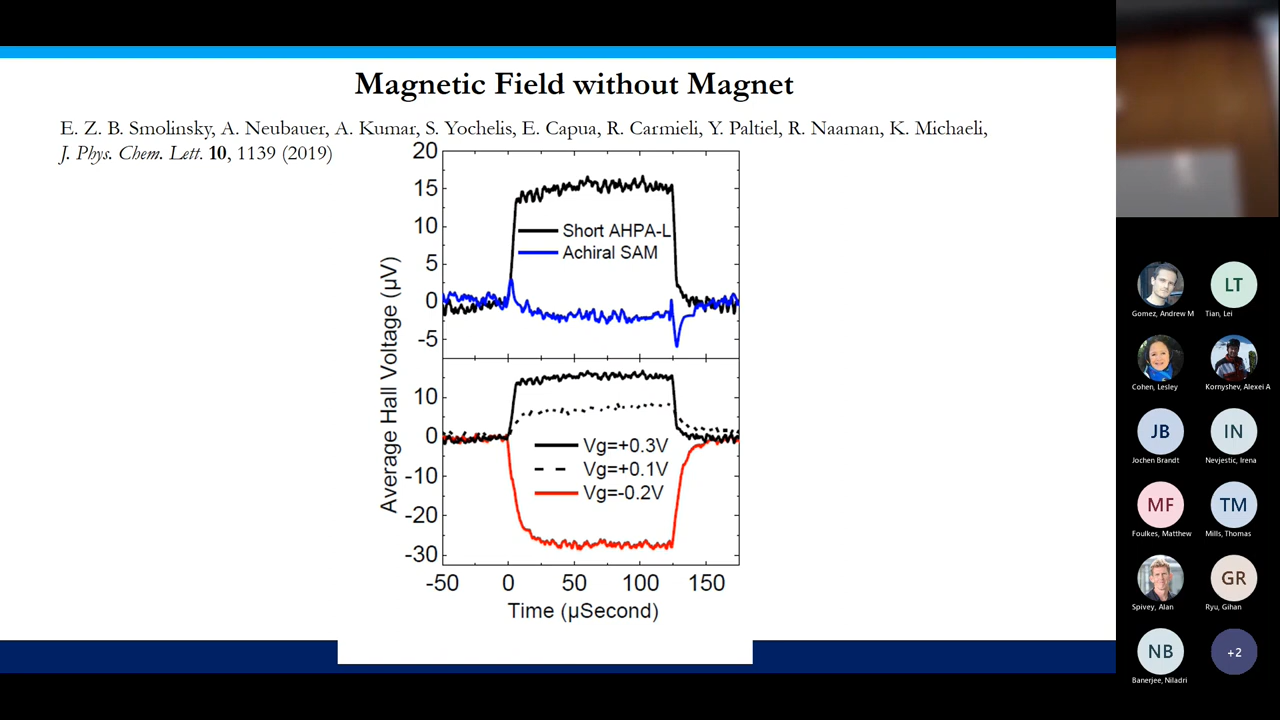 Magnetic Field without Magnet
E. Z. B. Smolinsky, A. Neubauer, A. Kumar, S. Yochelis, E. Capua, R. Carmieli, Y. Paltiel, R. Naaman, K. Michaeli,
J. Phys. Chem. Lett. 10, 1139 (2019)
20
15
10
5
0
-5
Short AHPA-L
Achiral SAM
Average Hall Voltage (µV)
10
0
-10
-20
-30
Vg=+0.3V
Vg=+0.1V
Vg=-0.2V
-50 0 50 100 150
Time (µSecond)
Gomez, Andrew M
LT
Tian, Lei
Cohen, Lesley
Kornyshev, Alexei A
JB
Jochen Brandt
IN
Nevjestic, Irena
MF
Foulkes, Matthew
TM
Mills, Thomas
Spivey, Alan
GR
Ryu, Gihan
NB
Banerjee, Niladri
+2